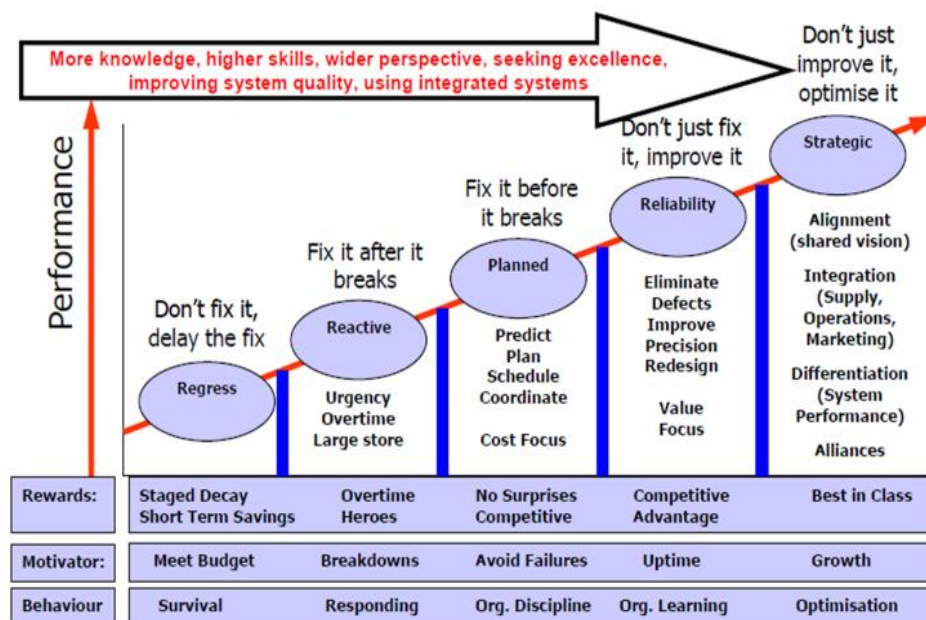 More knowledge, higher skills, wider perspective, seeking excellence,
improving system quality, using integrated systems
Don't just
improve it,
optimise it
Performance
Don't fix it,
delay the fix
Regress
Fix it after it
breaks
Reactive
Urgency
Overtime
Large store
Fix it before
it breaks
Planned
Predict
Plan
Schedule
Coordinate
Cost Focus
Don't just fix
it, improve it
Reliability
Eliminate
Defects
Improve
Precision
Redesign
Value
Focus
Strategic
Alignment
(shared vision)
Integration
(Supply,
Operations,
Marketing)
Differentiation
(System
Performance)
Alliances
Rewards:
Staged Decay
Short Term Savings
Overtime
Heroes
No Surprises
Competitive
Competitive
Advantage
Best in Class
Motivator:
Meet Budget
Breakdowns
Avoid Failures
Uptime
Growth
Behaviour
Survival
Responding
Org. Discipline
Org. Learning
Optimisation